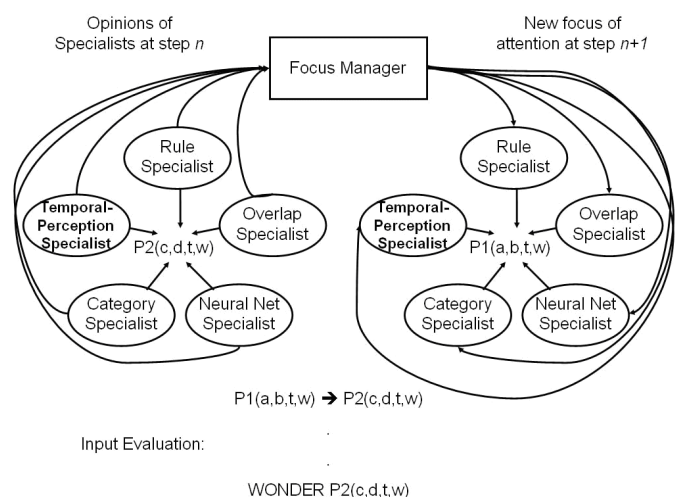 Opinions of
Specialists at step n
New focus of
attention at step n+1
Focus Manager
Rule
Specialist
Temporal-
Perception
Specialist
Overlap
Specialist
P2(c,d,t,w)
Category
Specialist
Neural Net
Specialist
Rule
Specialist
Temporal-
Perception
Specialist
Overlap
Specialist
P1(a,b,t,w)
Category
Specialist
Neural Net
Specialist
P1(a,b,t,w) ➔ P2(c,d,t,w)
.
Input Evaluation:
.
WONDER P2(c,d,t,w)